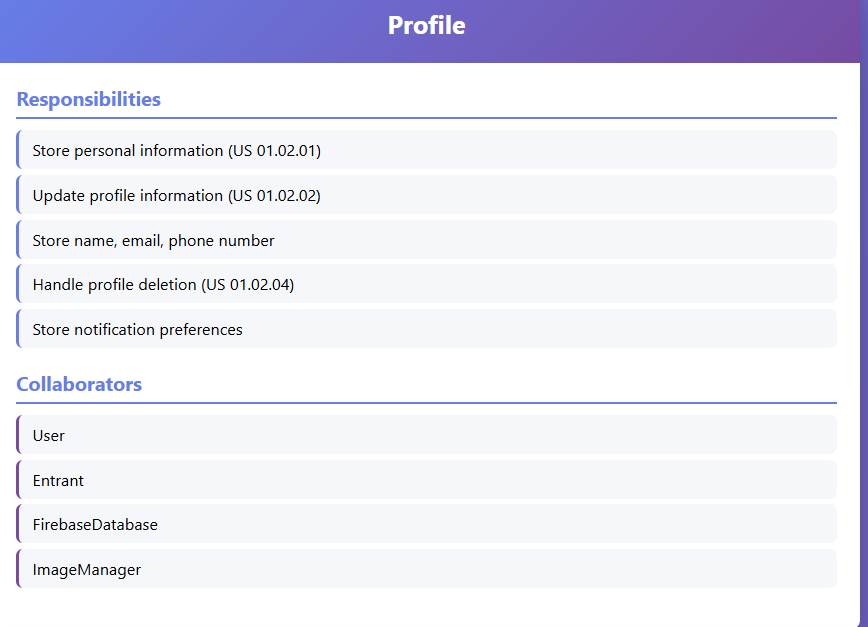 Profile
Responsibilities
Store personal information (US 01.02.01)
Update profile information (US 01.02.02)
Store name, email, phone number
Handle profile deletion (US 01.02.04)
Store notification preferences
Collaborators
User
Entrant
FirebaseDatabase
ImageManager